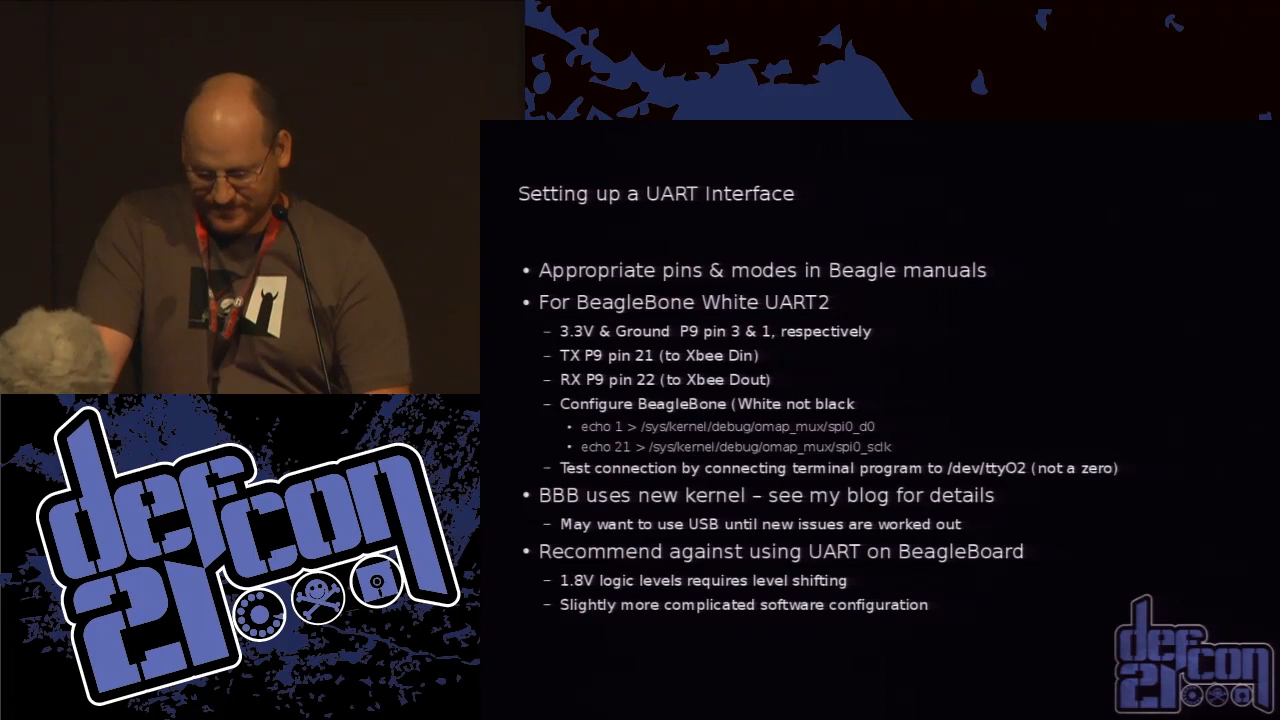 Setting up a UART Interface
• Appropriate pins & modes in Beagle manuals
• For BeagleBone White UART2
– 3.3V & Ground  P9 pin 3 & 1, respectively
– TX P9 pin 21 (to Xbee Din)
– RX P9 pin 22 (to Xbee Dout)
– Configure BeagleBone (White not black
• echo 1 > /sys/kernel/debug/omap_mux/spi0_d0
• echo 21 > /sys/kernel/debug/omap_mux/spi0_sclk
– Test connection by connecting terminal program to /dev/ttyO2 (not a zero)
• BBB uses new kernel – see my blog for details
– May want to use USB until new issues are worked out
• Recommend against using UART on BeagleBoard
– 1.8V logic levels requires level shifting
– Slightly more complicated software configuration
defcon
21
defcon
21